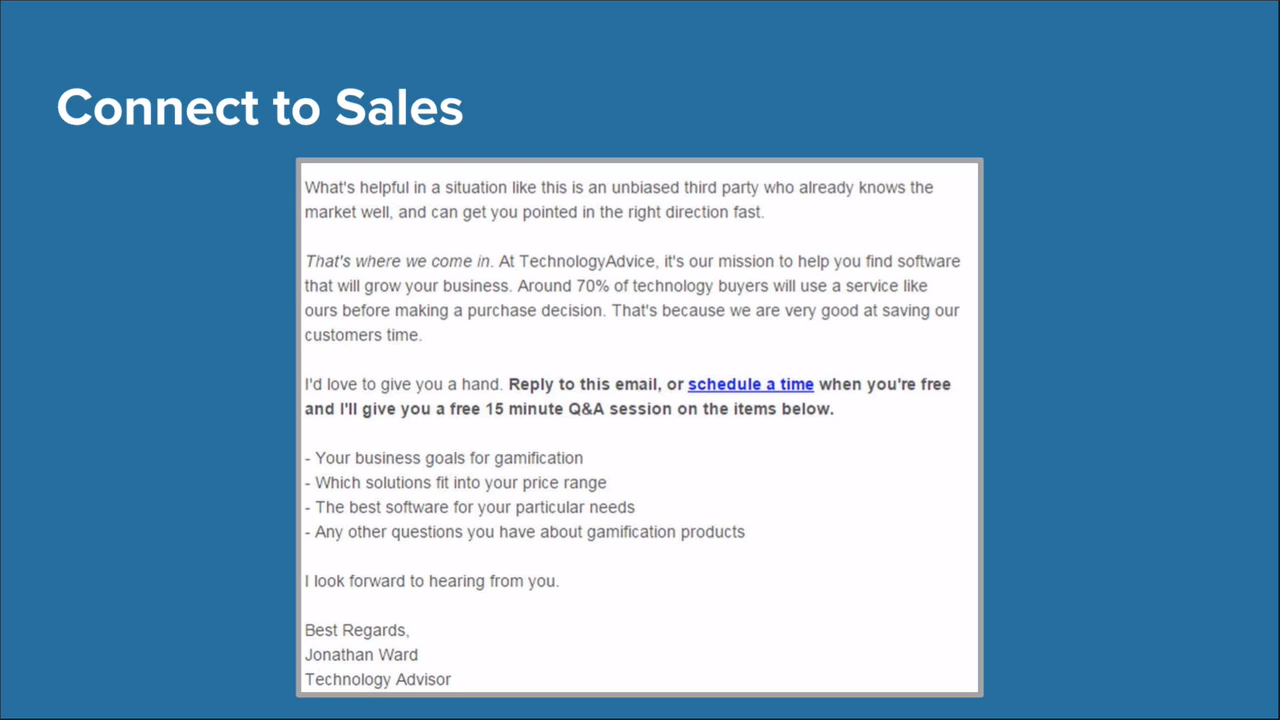 Connect to Sales
What's helpful in a situation like this is an unbiased third party who already knows the
market well, and can get you pointed in the right direction fast.
That's where we come in. At TechnologyAdvice, it's our mission to help you find software
that will grow your business. Around 70% of technology buyers will use a service like
ours before making a purchase decision. That's because we are very good at saving our
customers time.
I'd love to give you a hand. Reply to this email, or schedule a time when you're free
and I'll give you a free 15 minute Q&A session on the items below.
- Your business goals for gamification
- Which solutions fit into your price range
- The best software for your particular needs
- Any other questions you have about gamification products
I look forward to hearing from you.
Best Regards,
Jonathan Ward
Technology Advisor